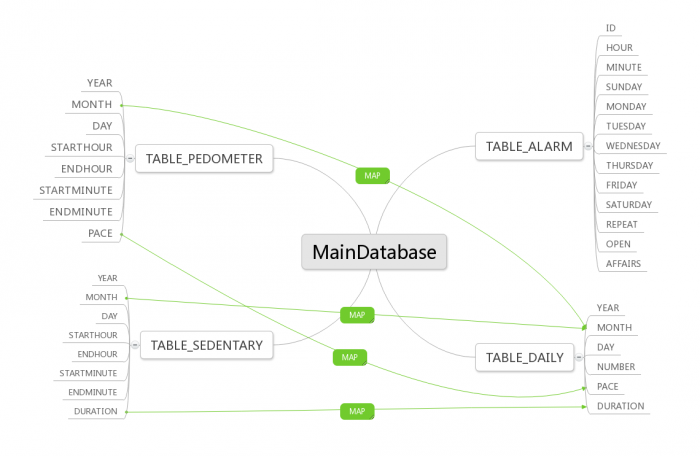 MainDatabase
TABLE_PEDOMETER
YEAR
MONTH
DAY
STARTHOUR
ENDHOUR
STARTMINUTE
ENDMINUTE
PACE
TABLE_SEDENTARY
YEAR
MONTH
DAY
STARTHOUR
ENDHOUR
STARTMINUTE
ENDMINUTE
DURATION
TABLE_ALARM
ID
HOUR
MINUTE
SUNDAY
MONDAY
TUESDAY
WEDNESDAY
THURSDAY
FRIDAY
SATURDAY
REPEAT
OPEN
AFFAIRS
TABLE_DAILY
YEAR
MONTH
DAY
NUMBER
PACE
DURATION
MAP
MAP
MAP
MAP